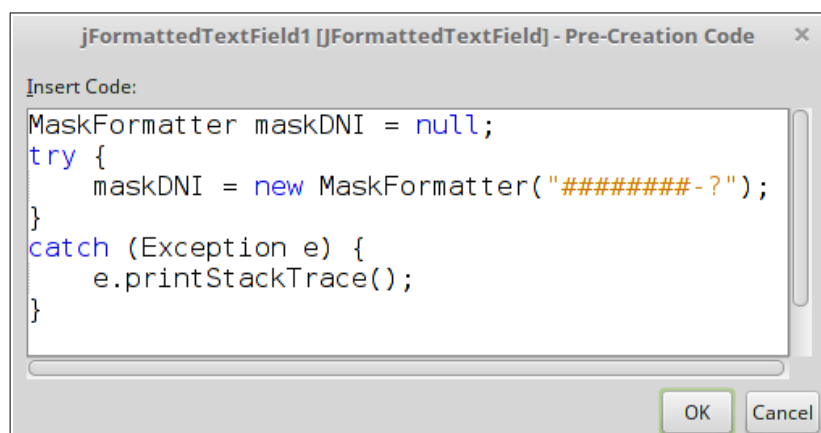 jFormattedTextField1 [JFormattedTextField] - Pre-Creation Code ×
Insert Code:
MaskFormatter maskDNI = null;
try {
    maskDNI = new MaskFormatter("########-?");
}
catch (Exception e) {
    e.printStackTrace();
}
OK Cancel